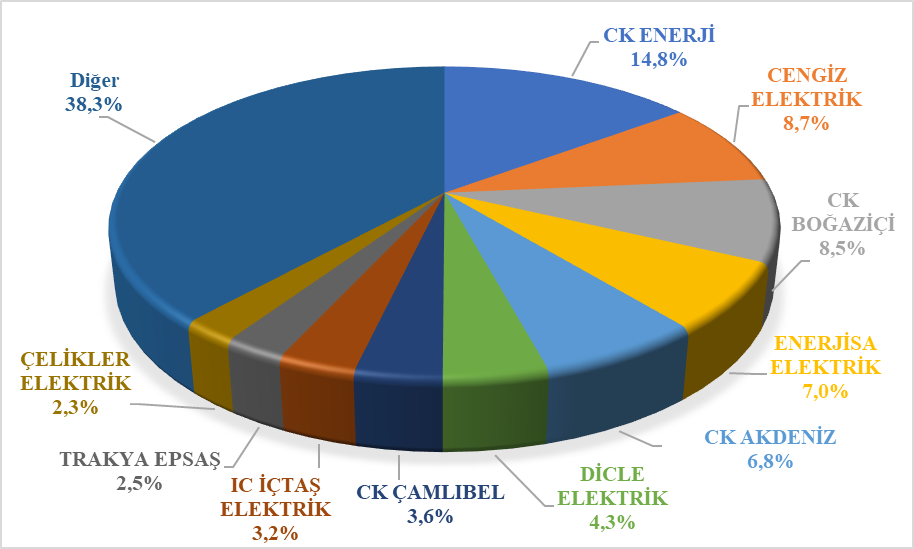 CK ENERJİ
14,8%
CENGİZ
ELEKTRİK
8,7%
CK
BOĞAZİÇİ
8,5%
ENERJİSA
ELEKTRİK
7,0%
CK AKDENİZ
6,8%
DİCLE
ELEKTRİK
4,3%
CK ÇAMLIBEL
3,6%
IC İÇTAŞ
ELEKTRİK
3,2%
TRAKYA EPSAŞ
2,5%
ÇELİKLER
ELEKTRİK
2,3%
Diğer
38,3%